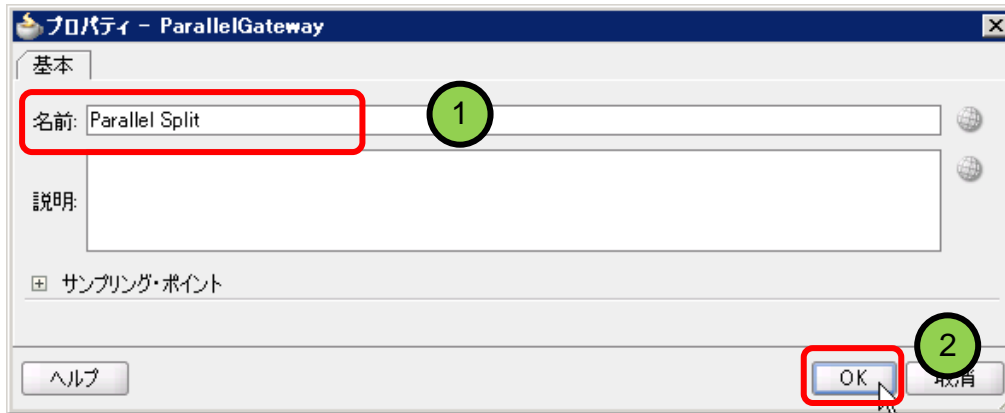 プロパティ - ParallelGateway
基本
名前: Parallel Split
1
説明:
サンプリング・ポイント
2
ヘルプ
OK
取消